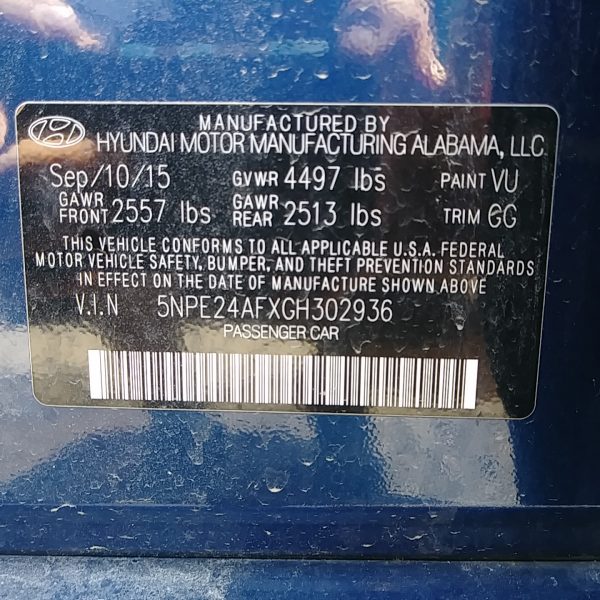 MANUFACTURED BY
HYUNDAI MOTOR MANUFACTURING ALABAMA, LLC
Sep/10/15 GVWR 4497 lbs PAINT VU
GAWR FRONT 2557 lbs GAWR REAR 2513 lbs TRIM GG
THIS VEHICLE CONFORMS TO ALL APPLICABLE U.S.A. FEDERAL
MOTOR VEHICLE SAFETY, BUMPER, AND THEFT PREVENTION STANDARDS
IN EFFECT ON THE DATE OF MANUFACTURE SHOWN ABOVE
V.I.N 5NPE24AFXGH302936
PASSENGER CAR